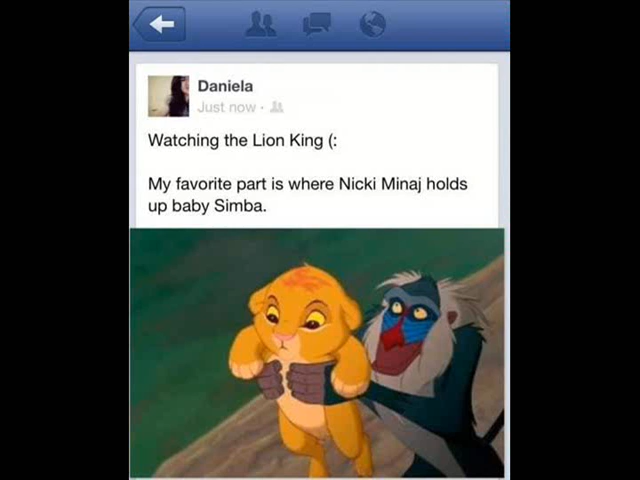 Daniela
Just now ·
Watching the Lion King (:
My favorite part is where Nicki Minaj holds
up baby Simba.